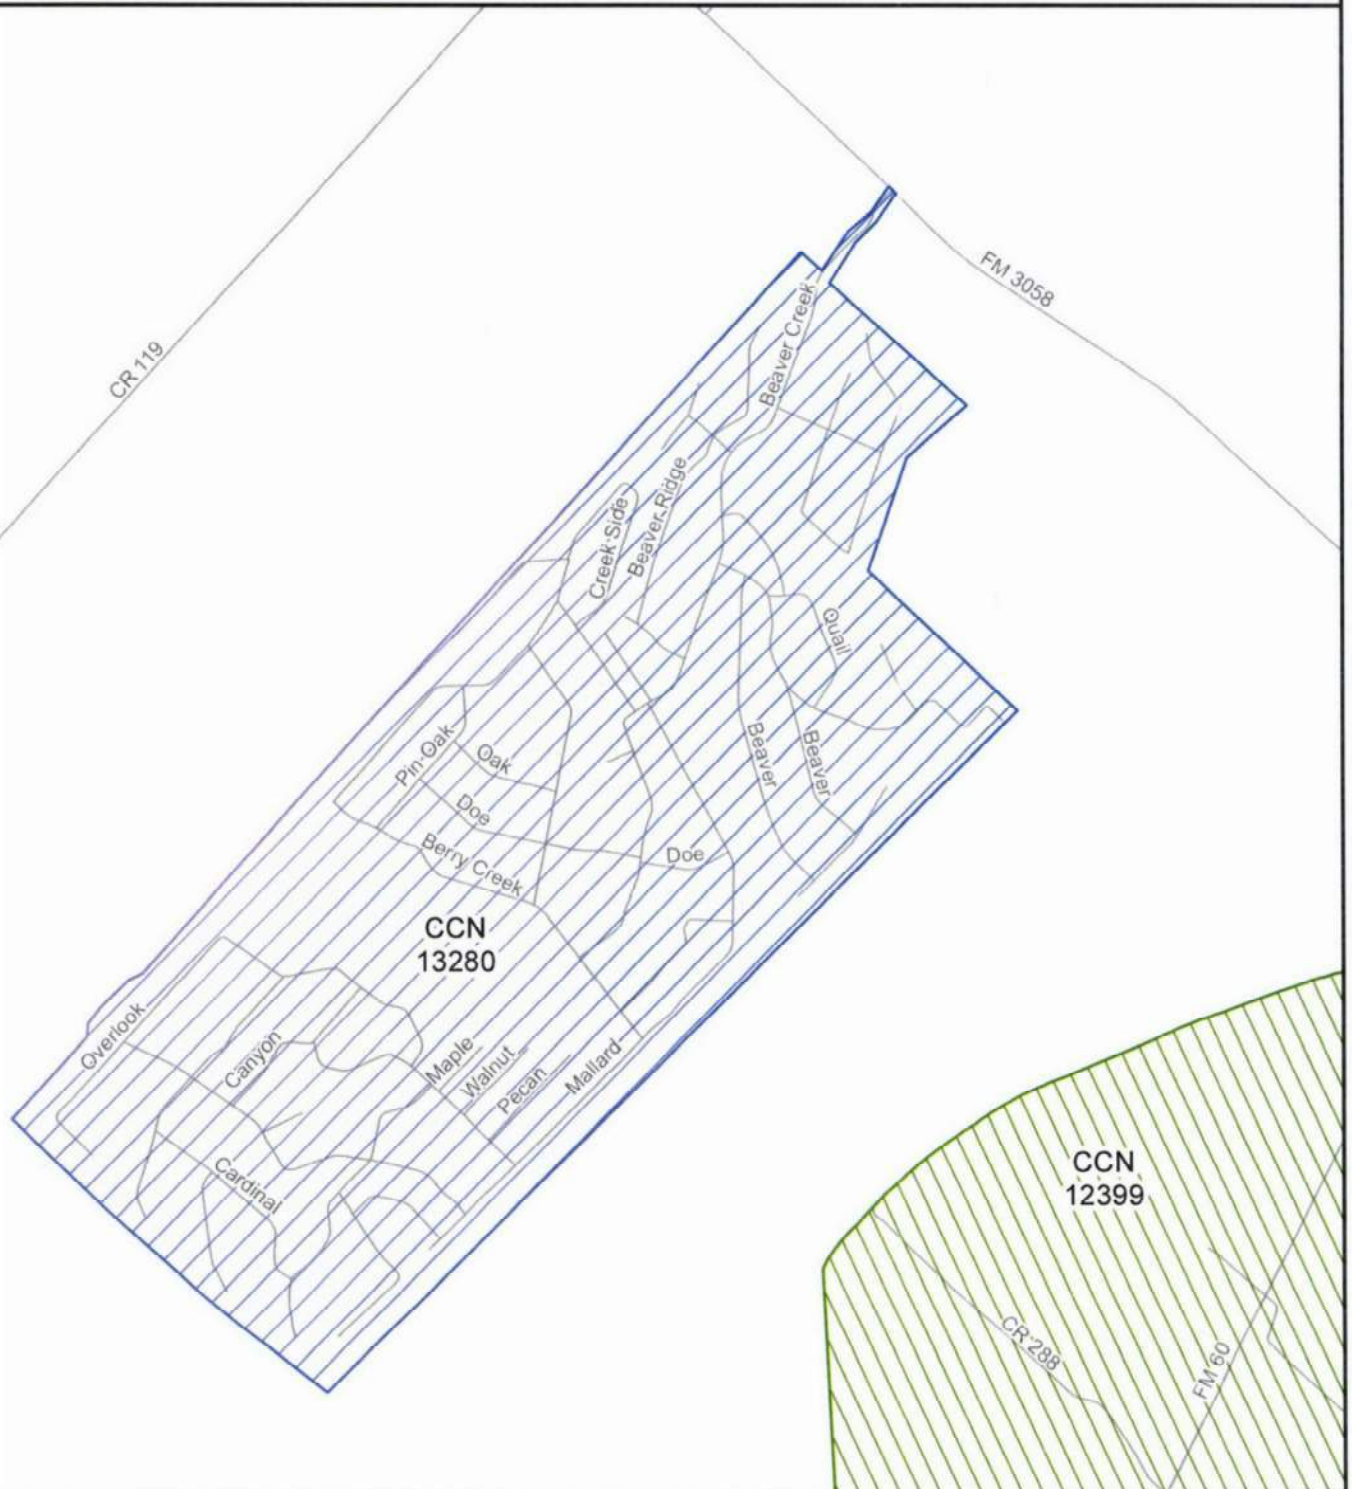 FM 3058
CR 119
Beaver Creek
Beaver Ridge
Creek Side
Quail
Pin Oak
Oak
Beaver
Beaver
Doe
Doe
Berry Creek
CCN
13280
Overlook
Canyon
Maple
Walnut
Pecan
Mallard
Cardinal
CCN
12399
CR 288
FM 60